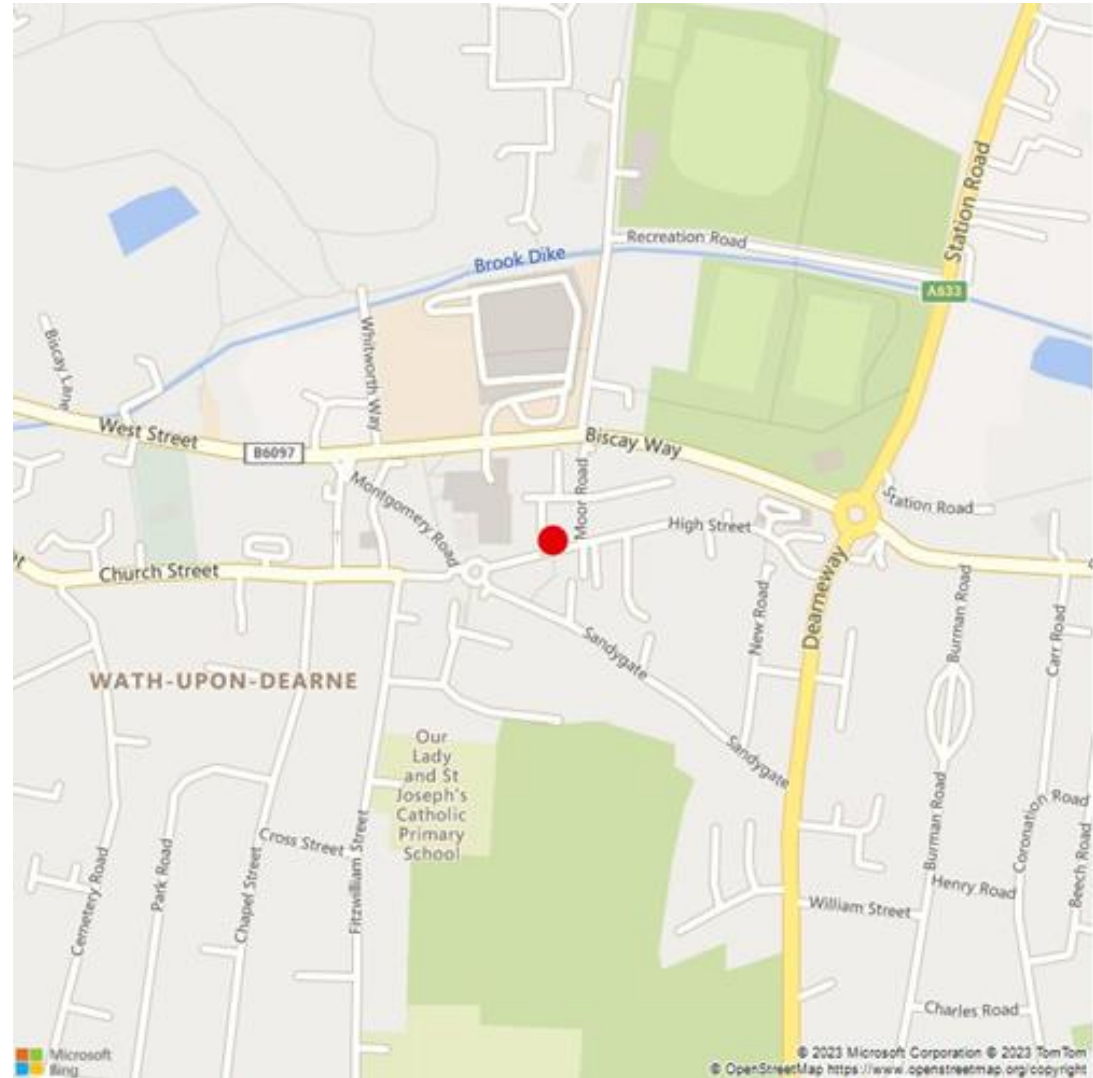 Station Road
Recreation Road
Brook Dike
A633
Biscay Lane
Whitworth Way
West Street
B6097
Biscay Way
Montgomery Road
Moor Road
High Street
Station Road
Church Street
Sandygate
New Road
Dearneway
Burman Road
Carr Road
WATH-UPON-DEARNE
Our
Lady
and St
Joseph's
Catholic
Primary
School
Sandygate
Cross Street
Cemetery Road
Park Road
Chapel Street
Fitzwilliam Street
Burman Road
Coronation Road
Beech Road
Henry Road
William Street
Charles Road
Microsoft
Bing
© 2023 Microsoft Corporation © 2023 TomTom
© OpenStreetMap https://www.openstreetmap.org/copyright